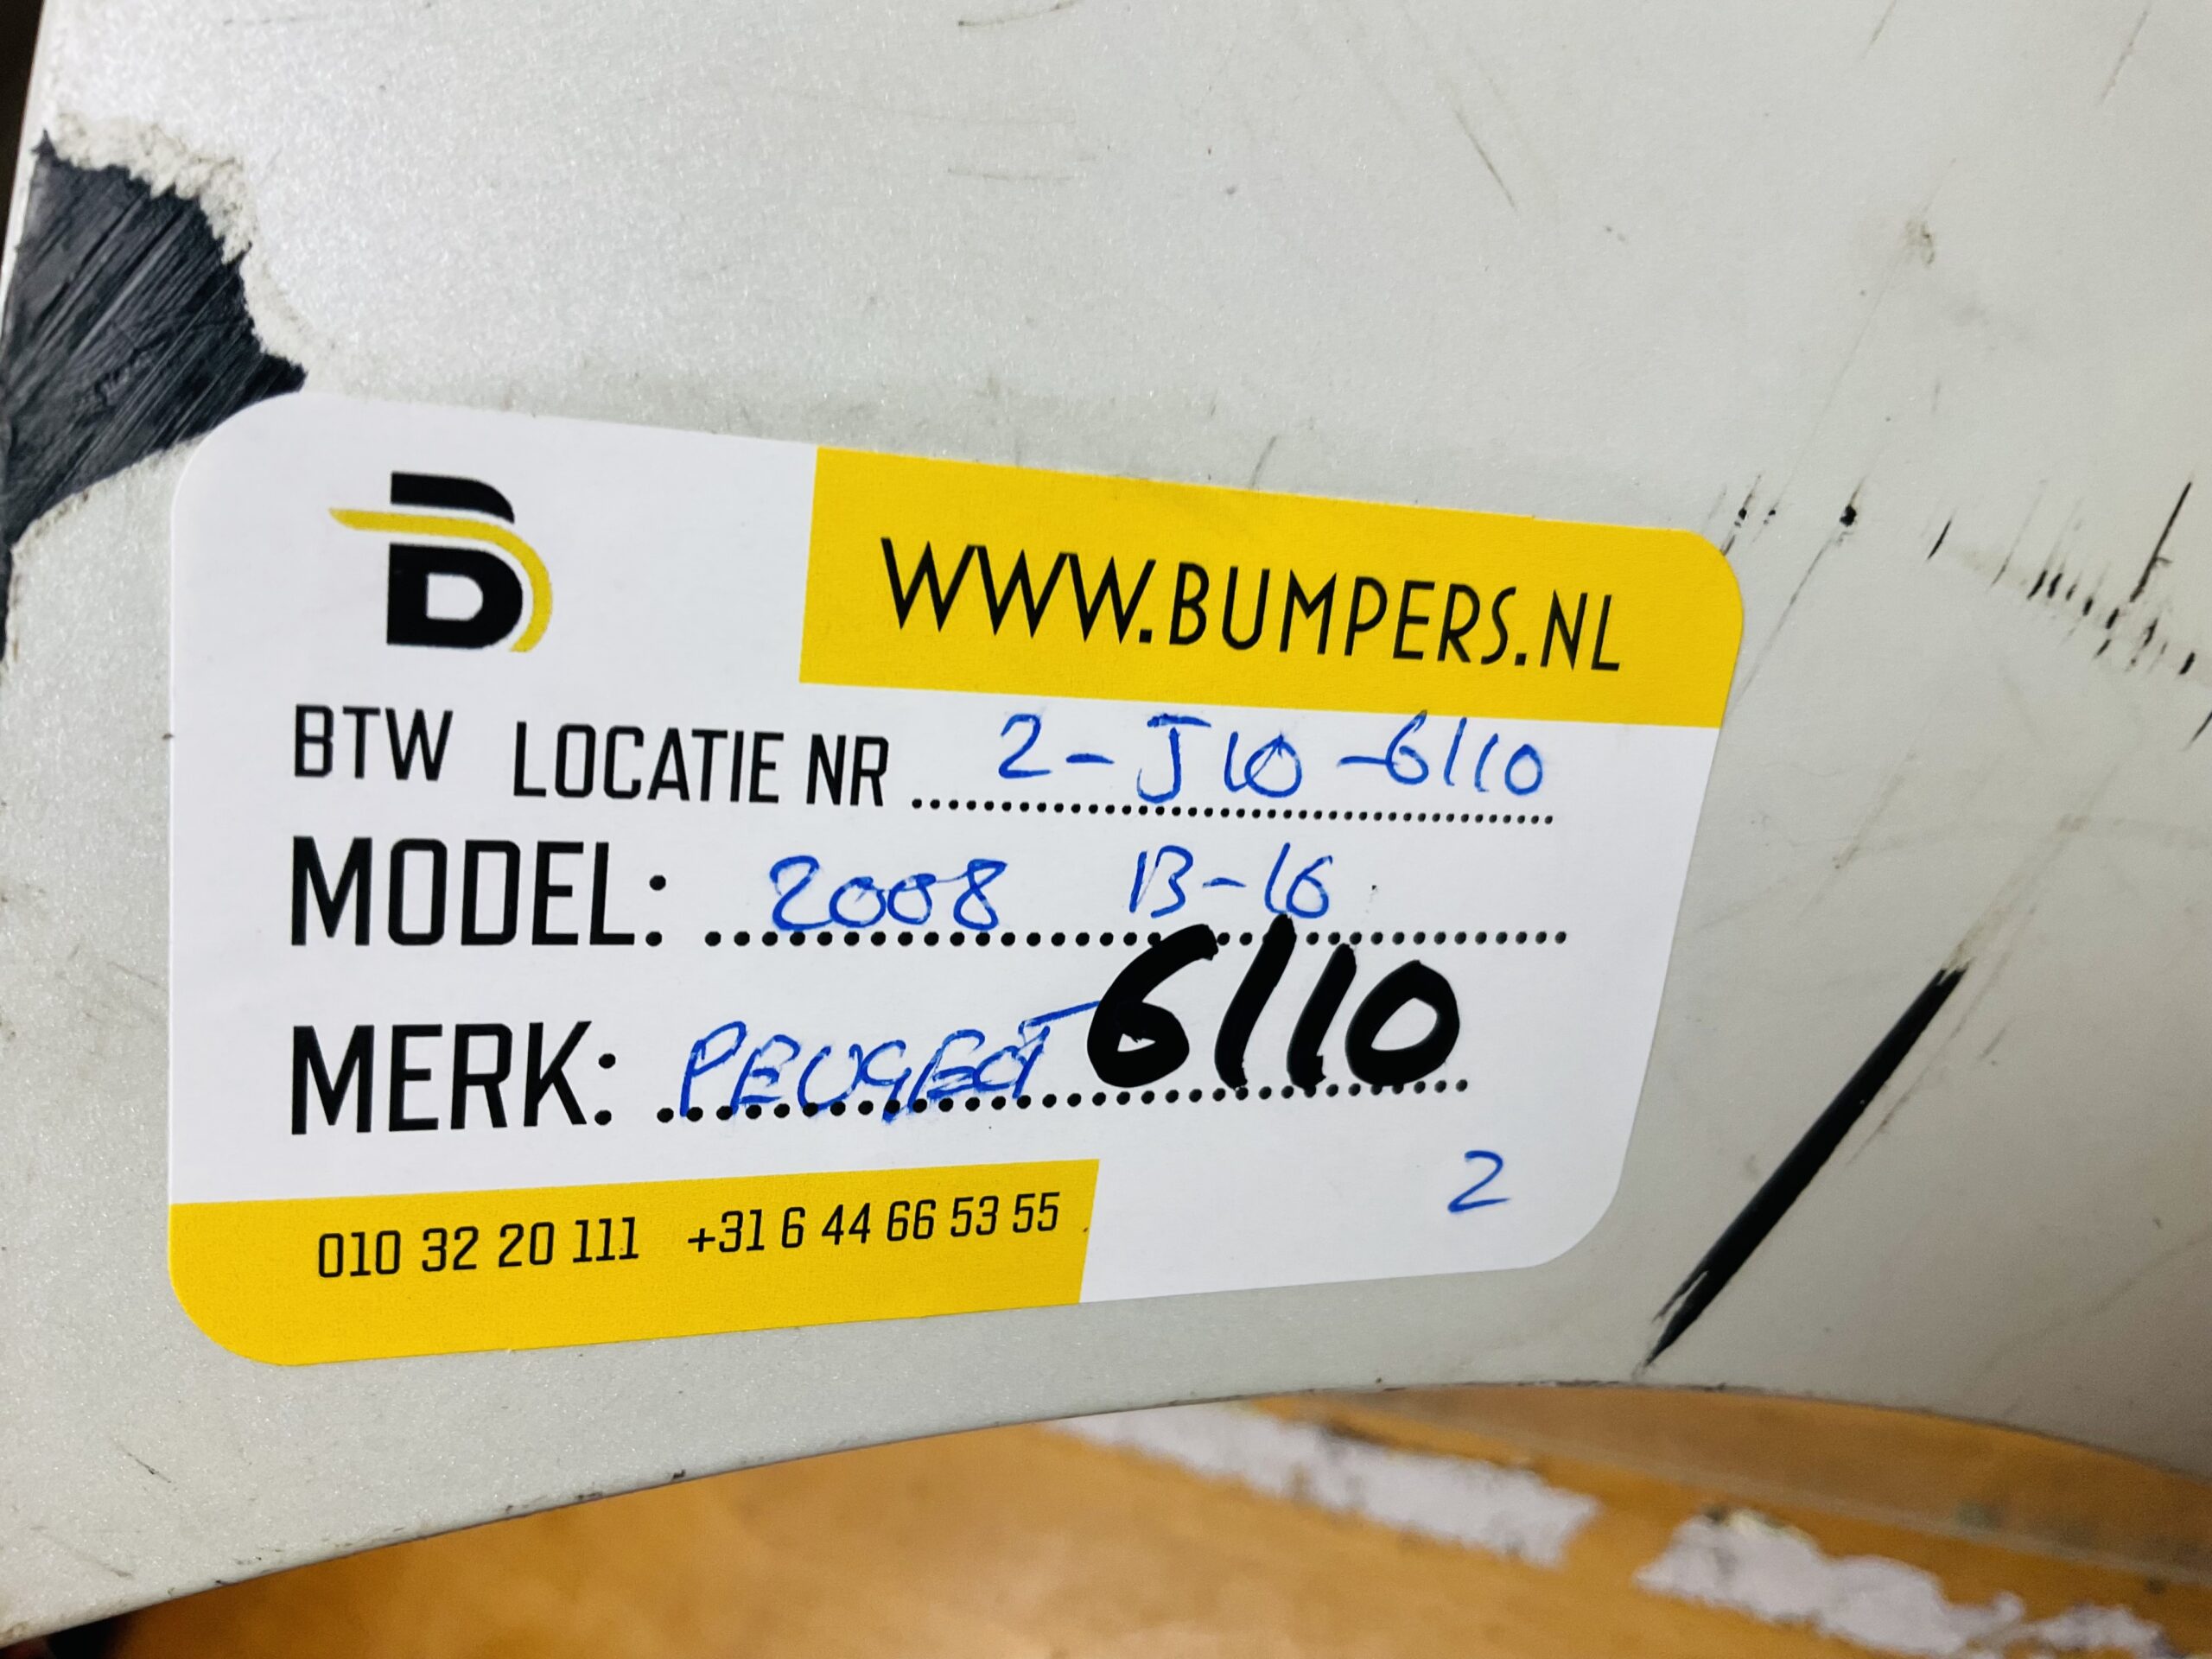 B
WWW.BUMPERS.NL
BTW LOCATIE NR 2-J10-6110
MODEL: 2008 13-16
MERK: PEUGEOT 6110
2
010 32 20 111 +31 6 44 66 53 55